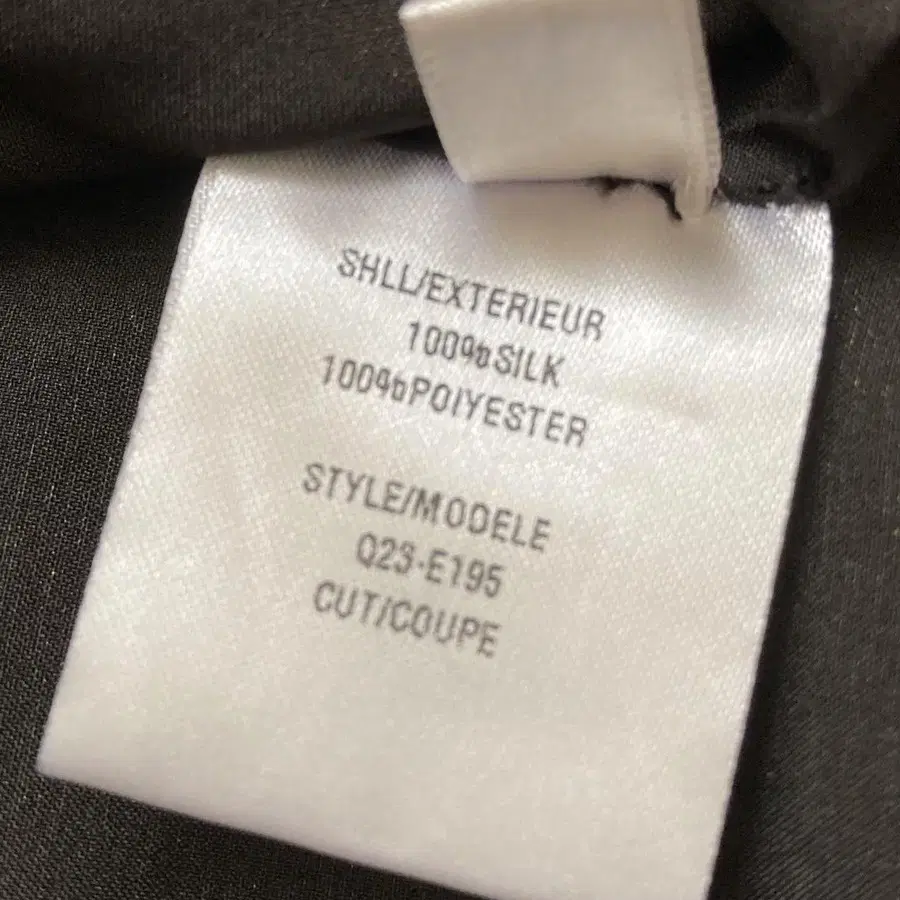 SHLL/EXTERIEUR
100%SILK
100%POIYESTER
STYLE/MODELE
Q23-E195
CUT/COUPE